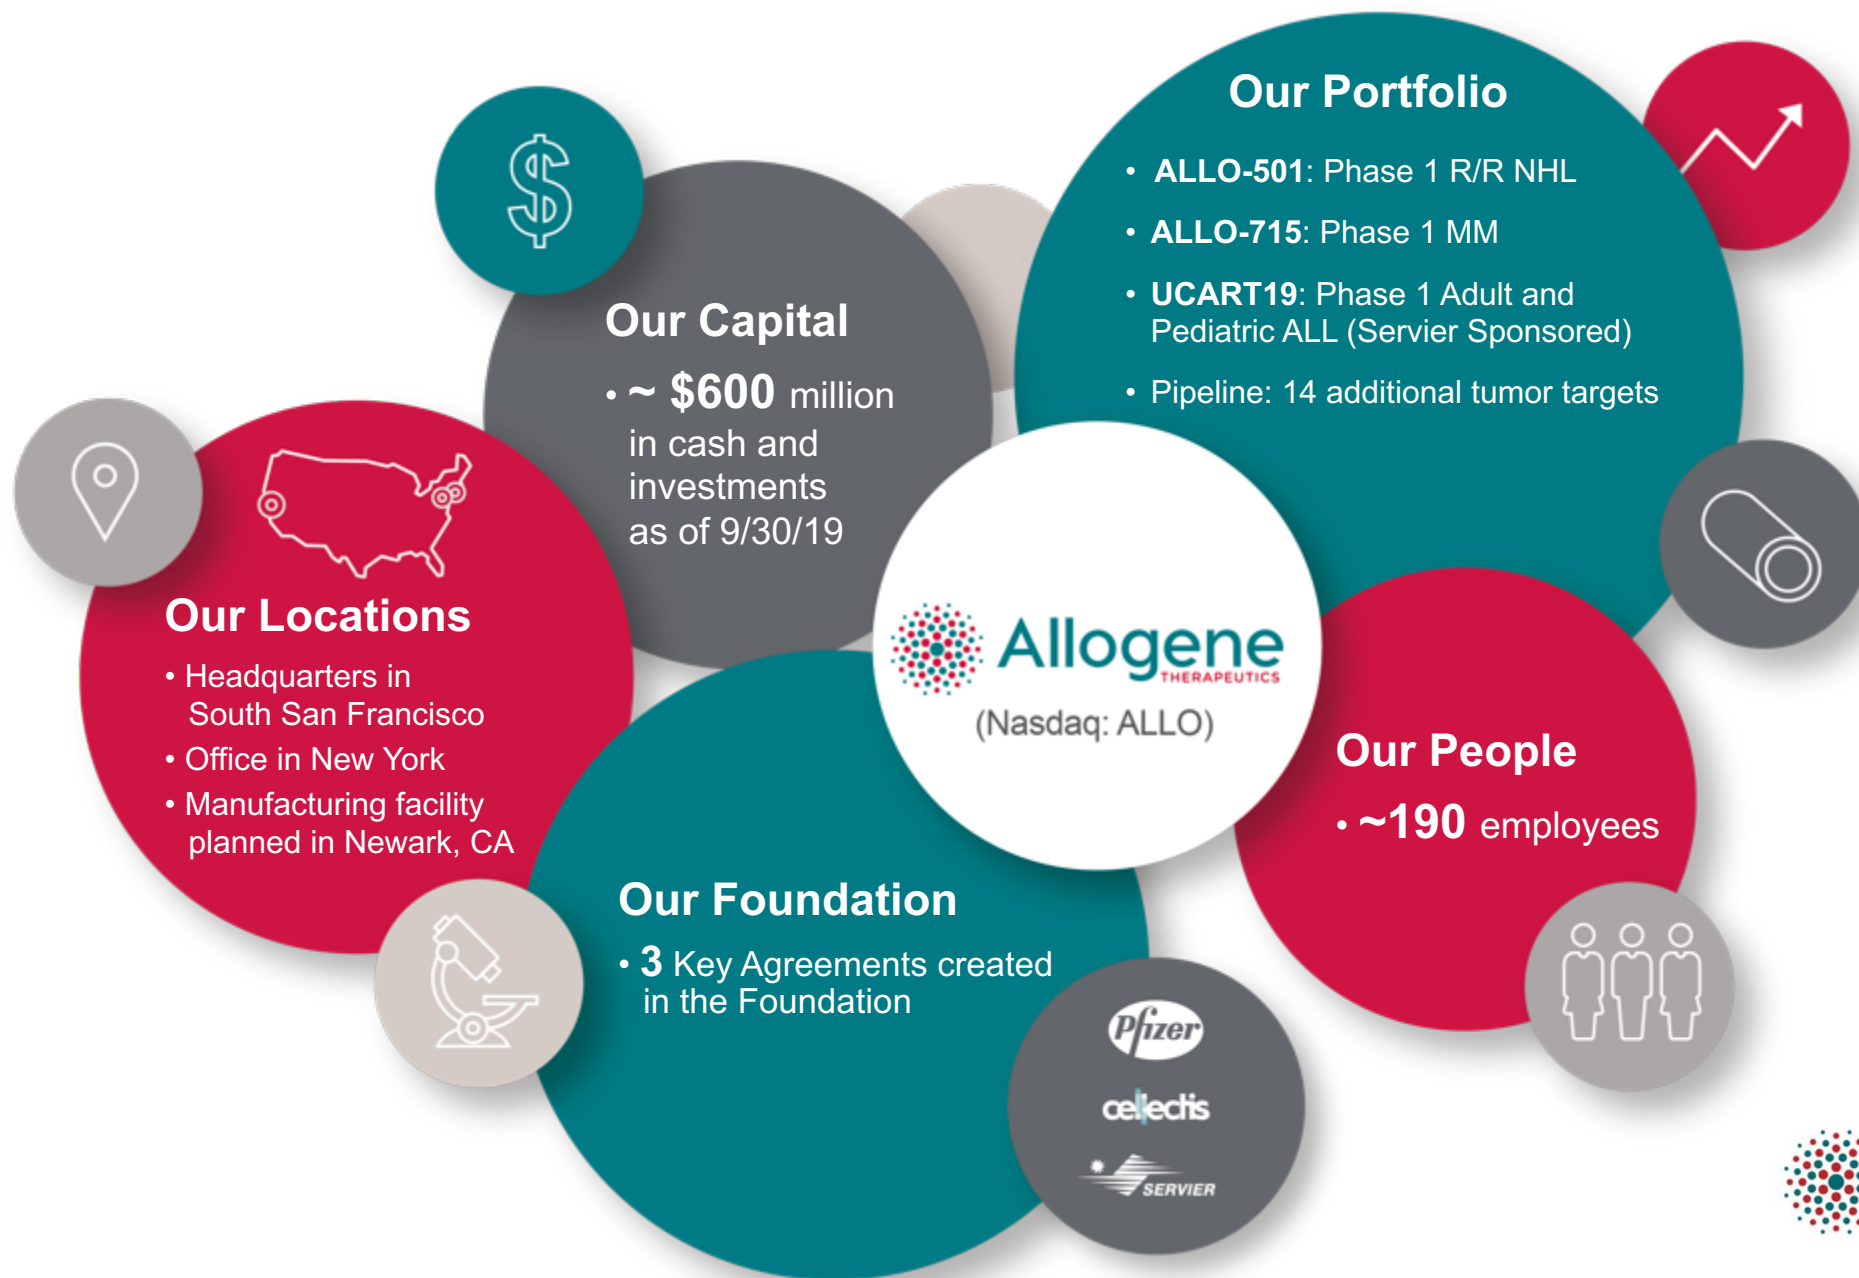 Our Portfolio
• ALLO-501: Phase 1 R/R NHL
• ALLO-715: Phase 1 MM
• UCART19: Phase 1 Adult and
Pediatric ALL (Servier Sponsored)
• Pipeline: 14 additional tumor targets
$
Our Capital
• ~ $600 million
in cash and
investments
as of 9/30/19
Our Locations
• Headquarters in
South San Francisco
• Office in New York
• Manufacturing facility
planned in Newark, CA
Allogene
THERAPEUTICS
(Nasdaq: ALLO)
Our People
• ~190 employees
Our Foundation
• 3 Key Agreements created
in the Foundation
Pfizer
cellectis
SERVIER